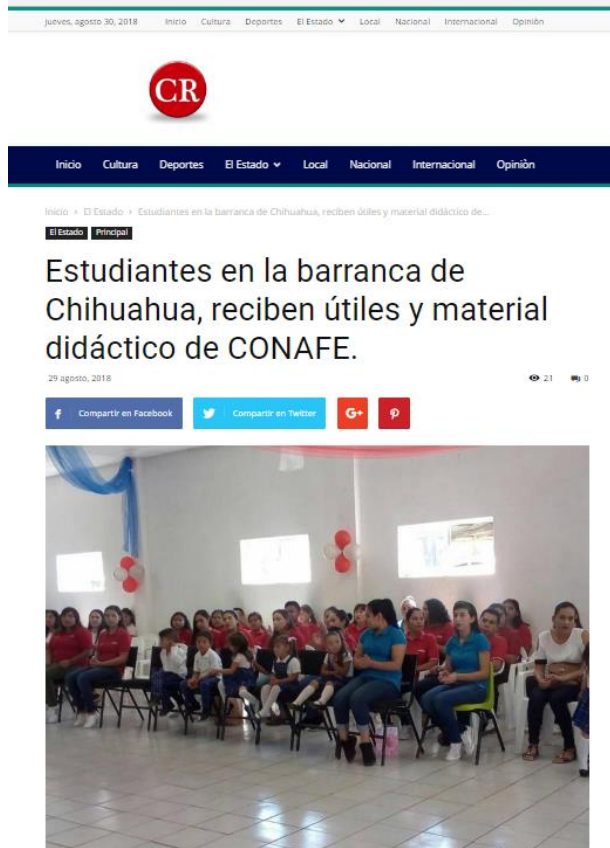 jueves, agosto 30, 2018 Inicio Cultura Deportes El Estado Local Nacional Internacional Opinión
CR
Inicio Cultura Deportes El Estado Local Nacional Internacional Opiniòn
Inicio › El Estado › Estudiantes en la barranca de Chihuahua, reciben útiles y material didáctico de...
El Estado Principal
Estudiantes en la barranca de
Chihuahua, reciben útiles y material
didáctico de CONAFE.
29 agosto, 2018 21 0
Compartir en Facebook Compartir en Twitter G+